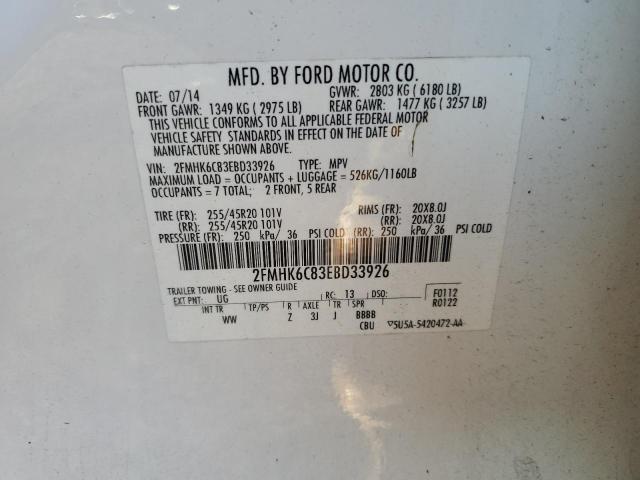 MFD. BY FORD MOTOR CO.
DATE: 07/14 GVWR: 2803 KG ( 6180 LB)
FRONT GAWR: 1349 KG ( 2975 LB) REAR GAWR: 1477 KG ( 3257 LB)
THIS VEHICLE CONFORMS TO ALL APPLICABLE FEDERAL MOTOR
VEHICLE SAFETY STANDARDS IN EFFECT ON THE DATE OF
MANUFACTURE SHOWN ABOVE.
VIN: 2FMHK6C83EBD33926 TYPE: MPV
MAXIMUM LOAD = OCCUPANTS + LUGGAGE = 526KG/1160LB
OCCUPANTS = 7 TOTAL; 2 FRONT, 5 REAR
TIRE (FR): 255/45R20 101V RIMS (FR): 20X8.0J
(RR): 255/45R20 101V (RR): 20X8.0J
PRESSURE (FR): 250 kPa/ 36 PSI COLD (RR): 250 kPa/ 36 PSI COLD
2FMHK6C83EBD33926
TRAILER TOWING - SEE OWNER GUIDE
EXT PNT: UG RC: 13 DSO: F0112
R0122
INT TR TP/PS R AXLE TR SPR
WW Z 3J J BBBB
CBU 5U5A-5420472-AA